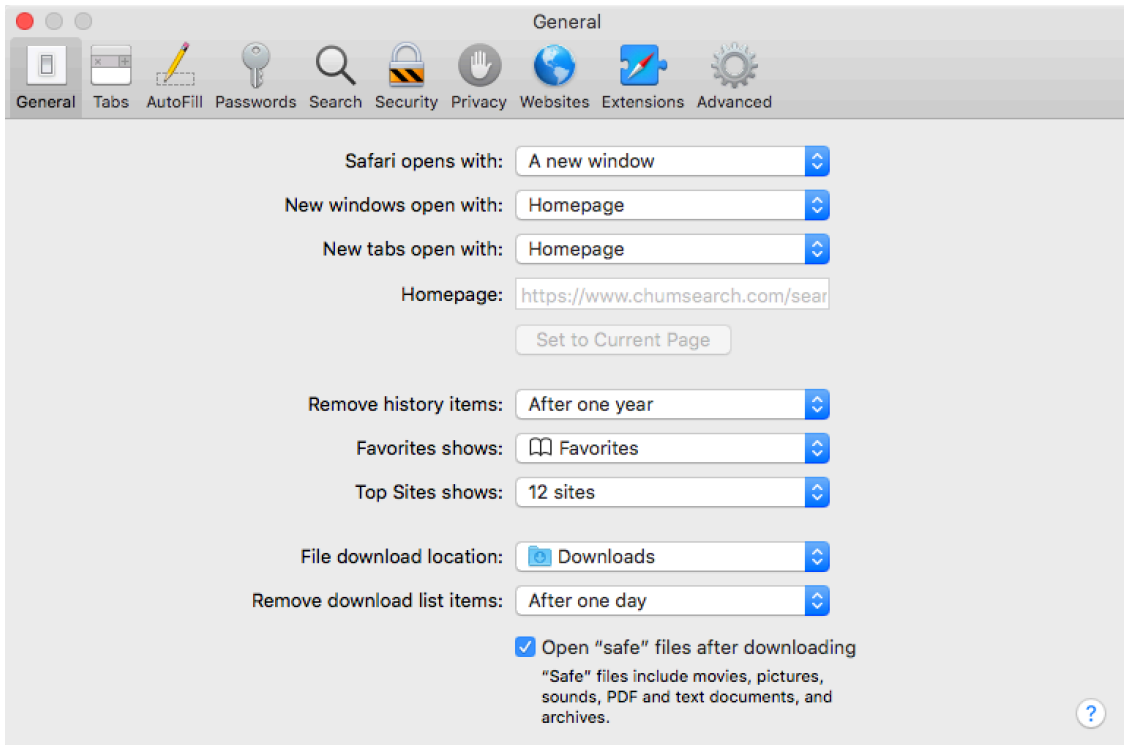 General
General Tabs AutoFill Passwords Search Security Privacy Websites Extensions Advanced
Safari opens with: A new window
New windows open with: Homepage
New tabs open with: Homepage
Homepage: https://www.chumsearch.com/sear
Set to Current Page
Remove history items: After one year
Favorites shows: Favorites
Top Sites shows: 12 sites
File download location: Downloads
Remove download list items: After one day
Open “safe” files after downloading
“Safe” files include movies, pictures,
sounds, PDF and text documents, and
archives.
?